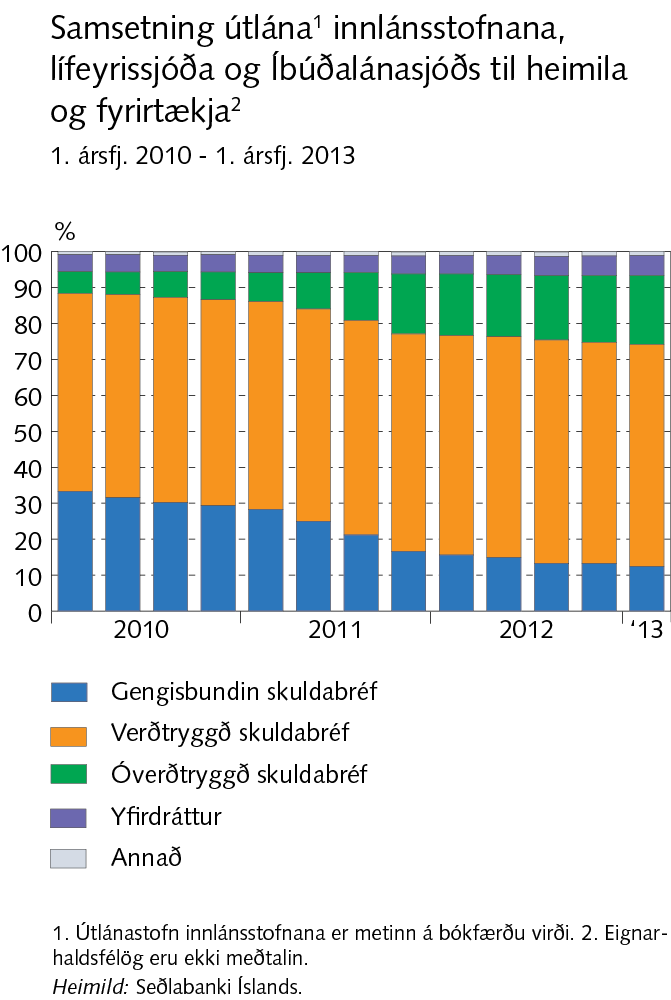 Samsetning útlána¹ innlánsstofnana,
lífeyrissjóða og Íbúðalánasjóðs til heimila
og fyrirtækja²
1. ársfj. 2010 - 1. ársfj. 2013
%
100
90
80
70
60
50
40
30
20
10
0
2010 2011 2012 '13
Gengisbundin skuldabréf
Verðtryggð skuldabréf
Óverðtryggð skuldabréf
Yfirdráttur
Annað
1. Útlánastofn innlánsstofnana er metinn á bókfærðu virði. 2. Eignar-
haldsfélög eru ekki meðtalin.
Heimild: Seðlabanki Íslands.